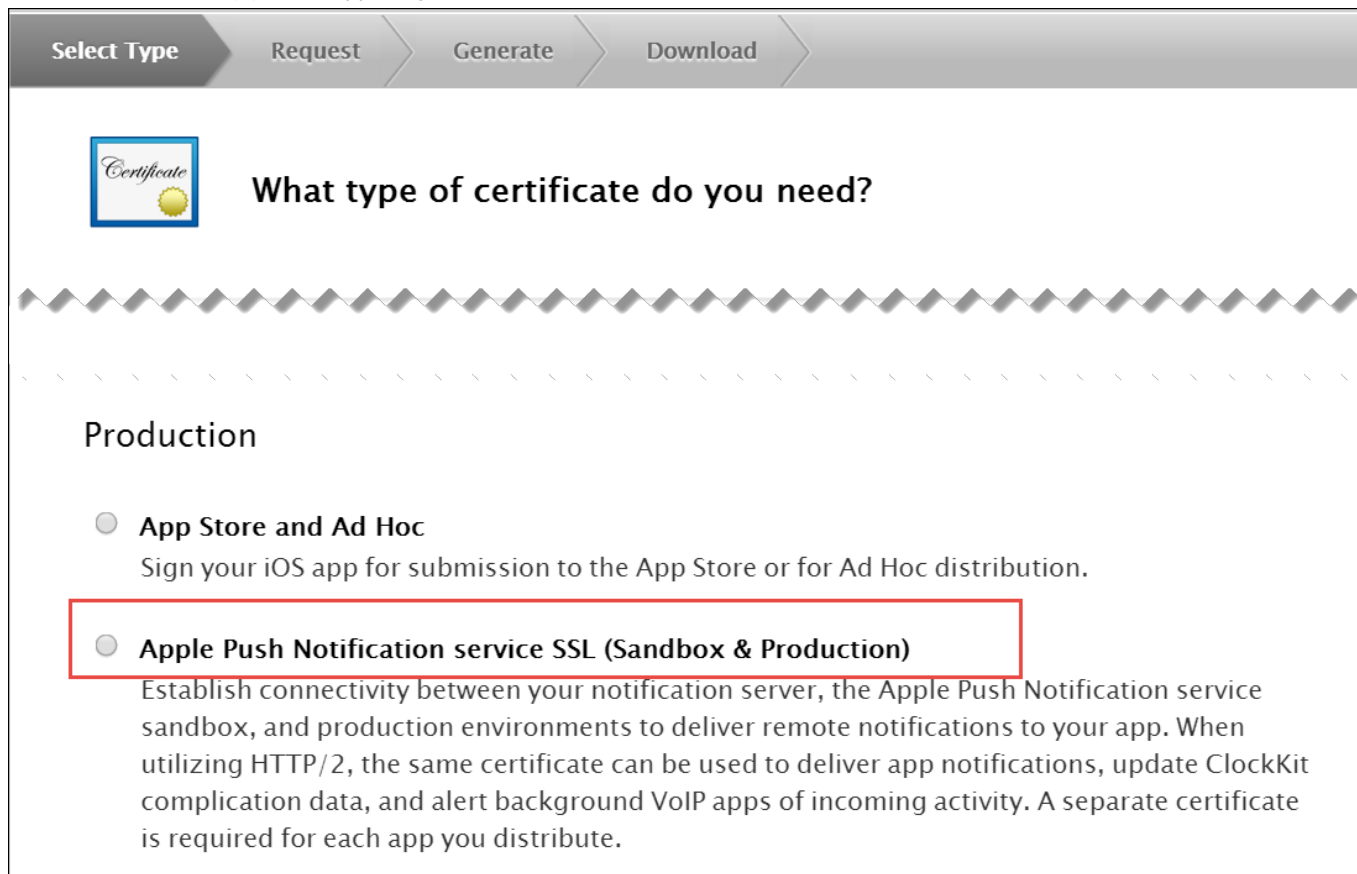 Select Type Request Generate Download
Certificate
What type of certificate do you need?
Production
App Store and Ad Hoc
Sign your iOS app for submission to the App Store or for Ad Hoc distribution.
Apple Push Notification service SSL (Sandbox & Production)
Establish connectivity between your notification server, the Apple Push Notification service
sandbox, and production environments to deliver remote notifications to your app. When
utilizing HTTP/2, the same certificate can be used to deliver app notifications, update ClockKit
complication data, and alert background VoIP apps of incoming activity. A separate certificate
is required for each app you distribute.